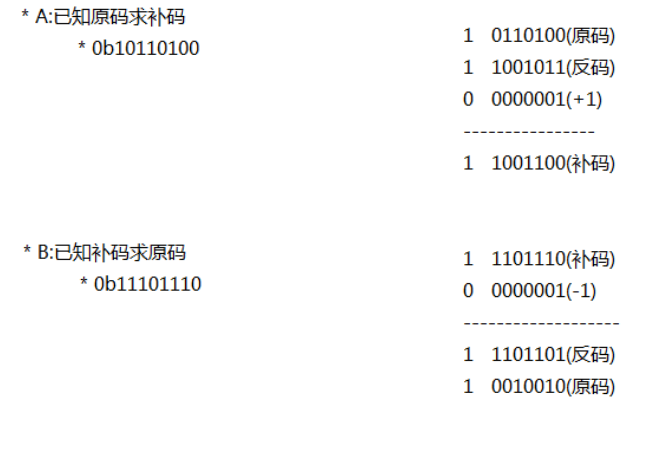 * A:已知原码求补码
* 0b10110100
1 0110100(原码)
1 1001011(反码)
0 0000001(+1)
----------------
1 1001100(补码)
* B:已知补码求原码
* 0b11101110
1 1101110(补码)
0 0000001(-1)
-------------------
1 1101101(反码)
1 0010010(原码)